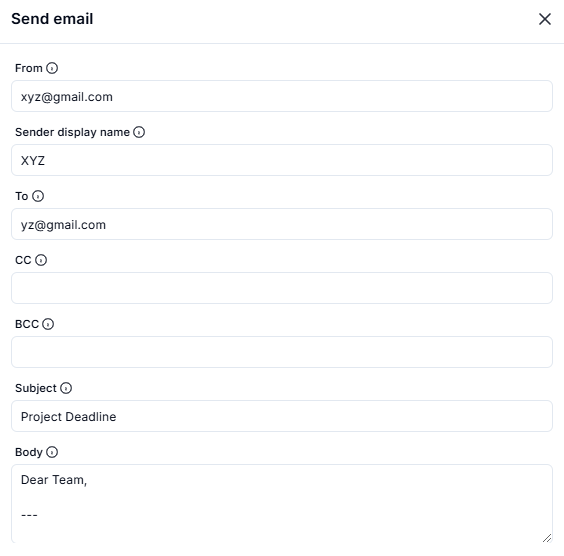 Send email
From
xyz@gmail.com
Sender display name
XYZ
To
yz@gmail.com
CC
BCC
Subject
Project Deadline
Body
Dear Team,
---